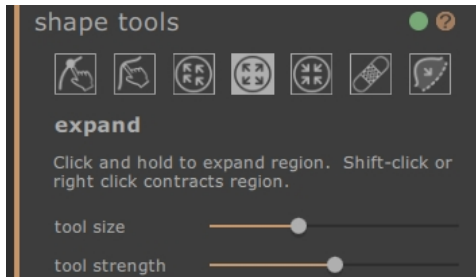 shape tools
?
expand
Click and hold to expand region. Shift-click or
right click contracts region.
tool size
tool strength